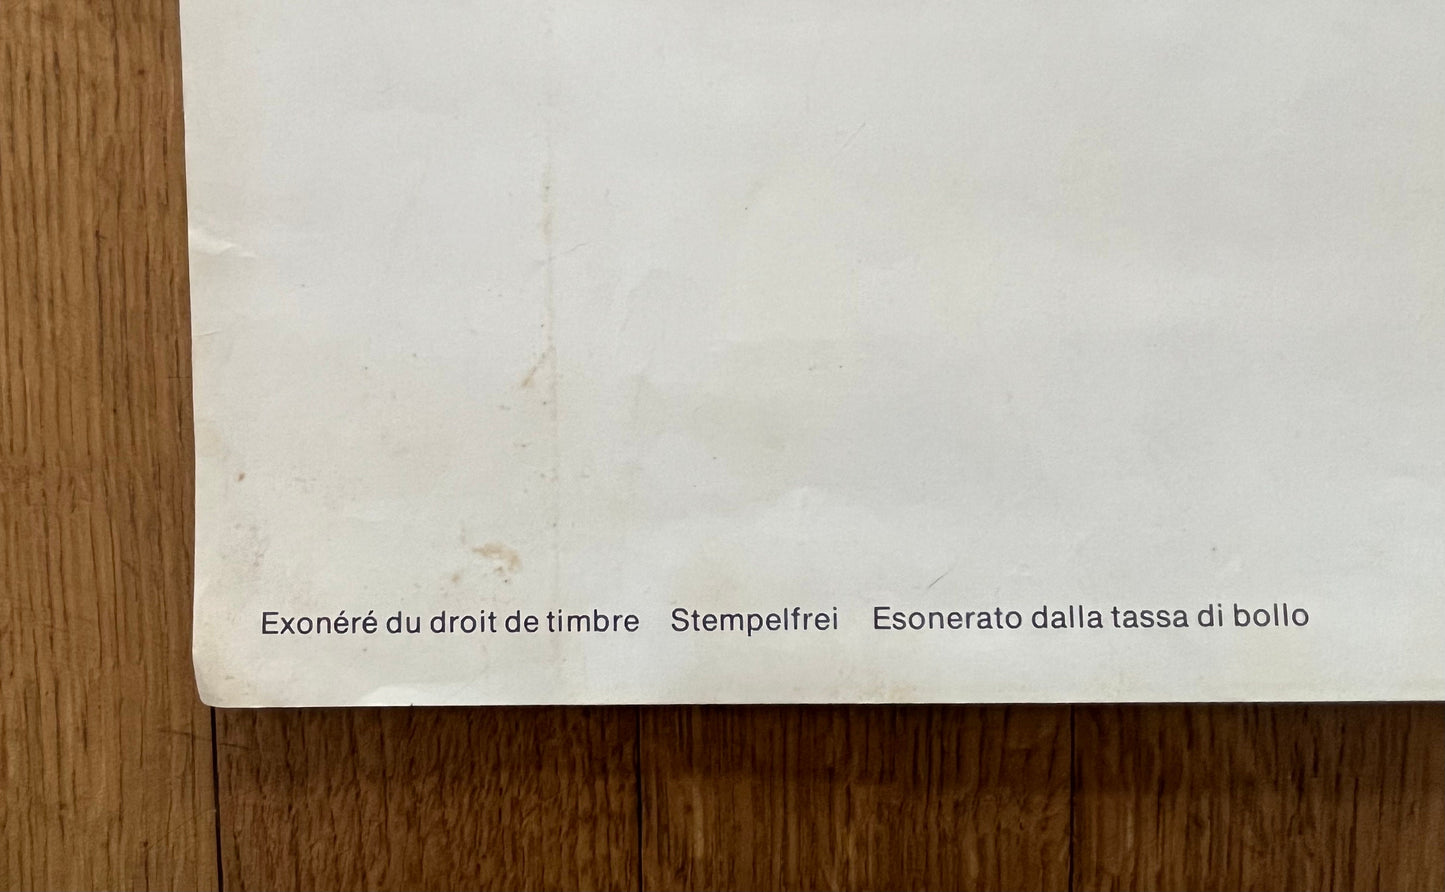 Exonéré du droit de timbre Stempelfrei Esonerato dalla tassa di bollo